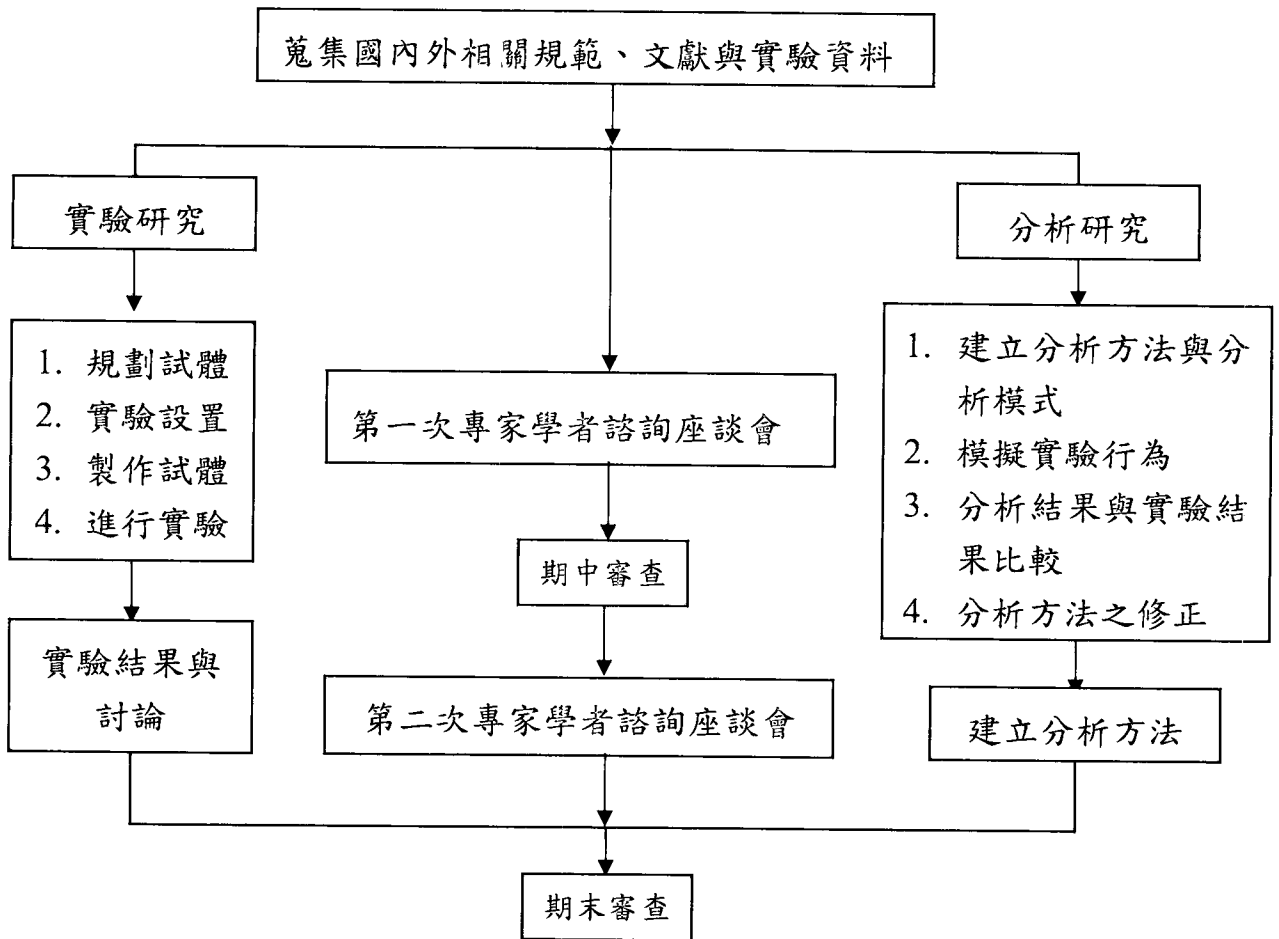 蒐集國內外相關規範、文獻與實驗資料
實驗研究
1. 規劃試體
2. 實驗設置
3. 製作試體
4. 進行實驗
實驗結果與
討論
第一次專家學者諮詢座談會
期中審查
第二次專家學者諮詢座談會
分析研究
1. 建立分析方法與分
析模式
2. 模擬實驗行為
3. 分析結果與實驗結
果比較
4. 分析方法之修正
建立分析方法
期末審查